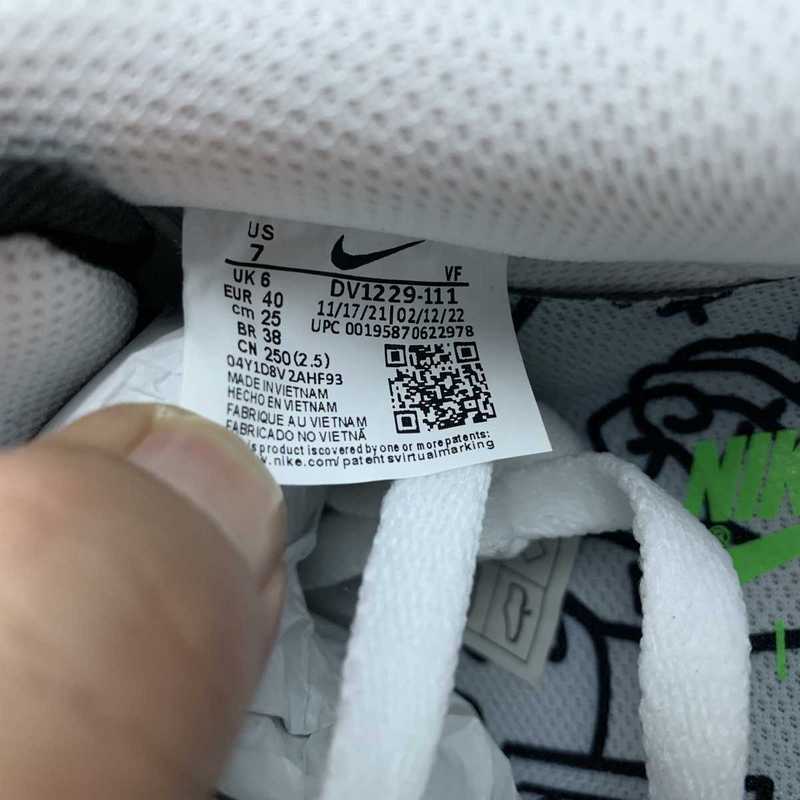 US
7
VF
UK 6
EUR 40
cm 25
BR 38
CN 250(2.5)
DV1229-111
11/17/21|02/12/22
UPC 00195870622978
04Y1D8V2AHF93
MADE IN VIETNAM
HECHO EN VIETNAM
FABRIQUE AU VIETNAM
FABRICADO NO VIETNÃ
product is covered by one or more patents:
.nike.com/patentsvirtualmarking
NIK